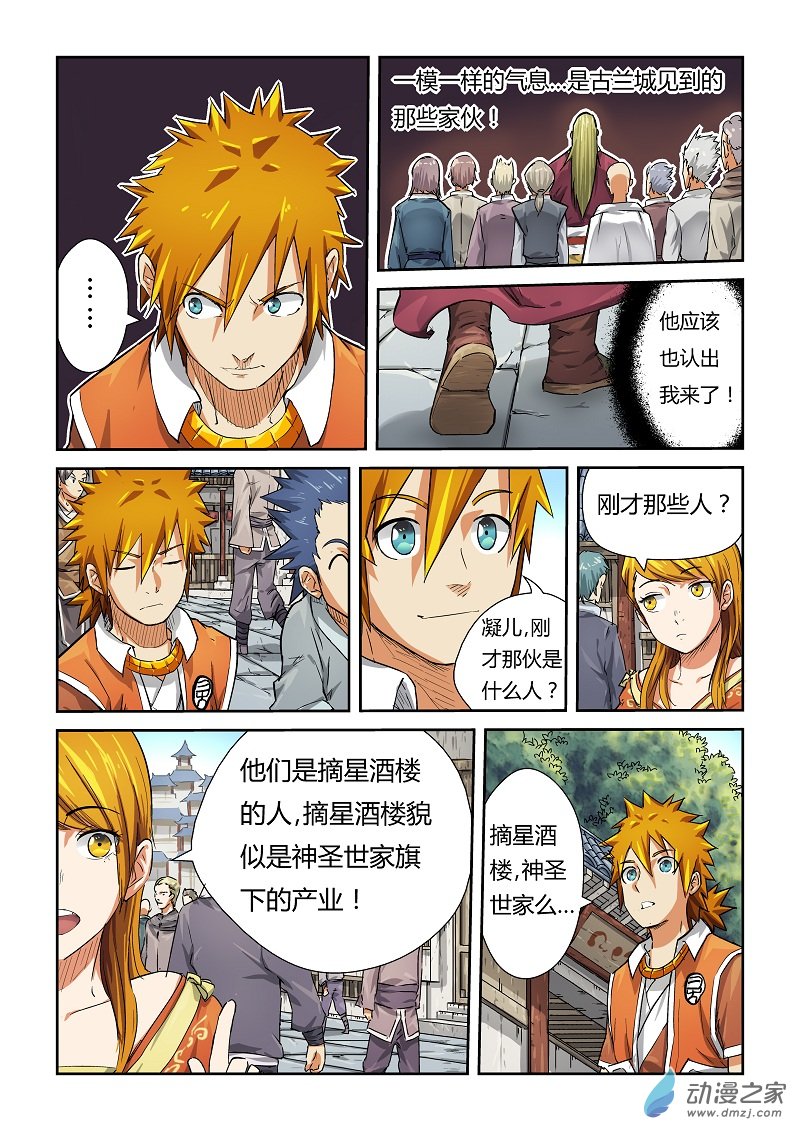 ……
一模一样的气息…是古兰城见到的
那些家伙！
他应该
也认出
我来了！
凝儿,刚
才那伙是
什么人？
刚才那些人？
他们是摘星酒楼
的人,摘星酒楼貌
似是神圣世家旗
下的产业！
摘星酒
楼,神圣
世家么…
动漫之家
www.dmzj.com